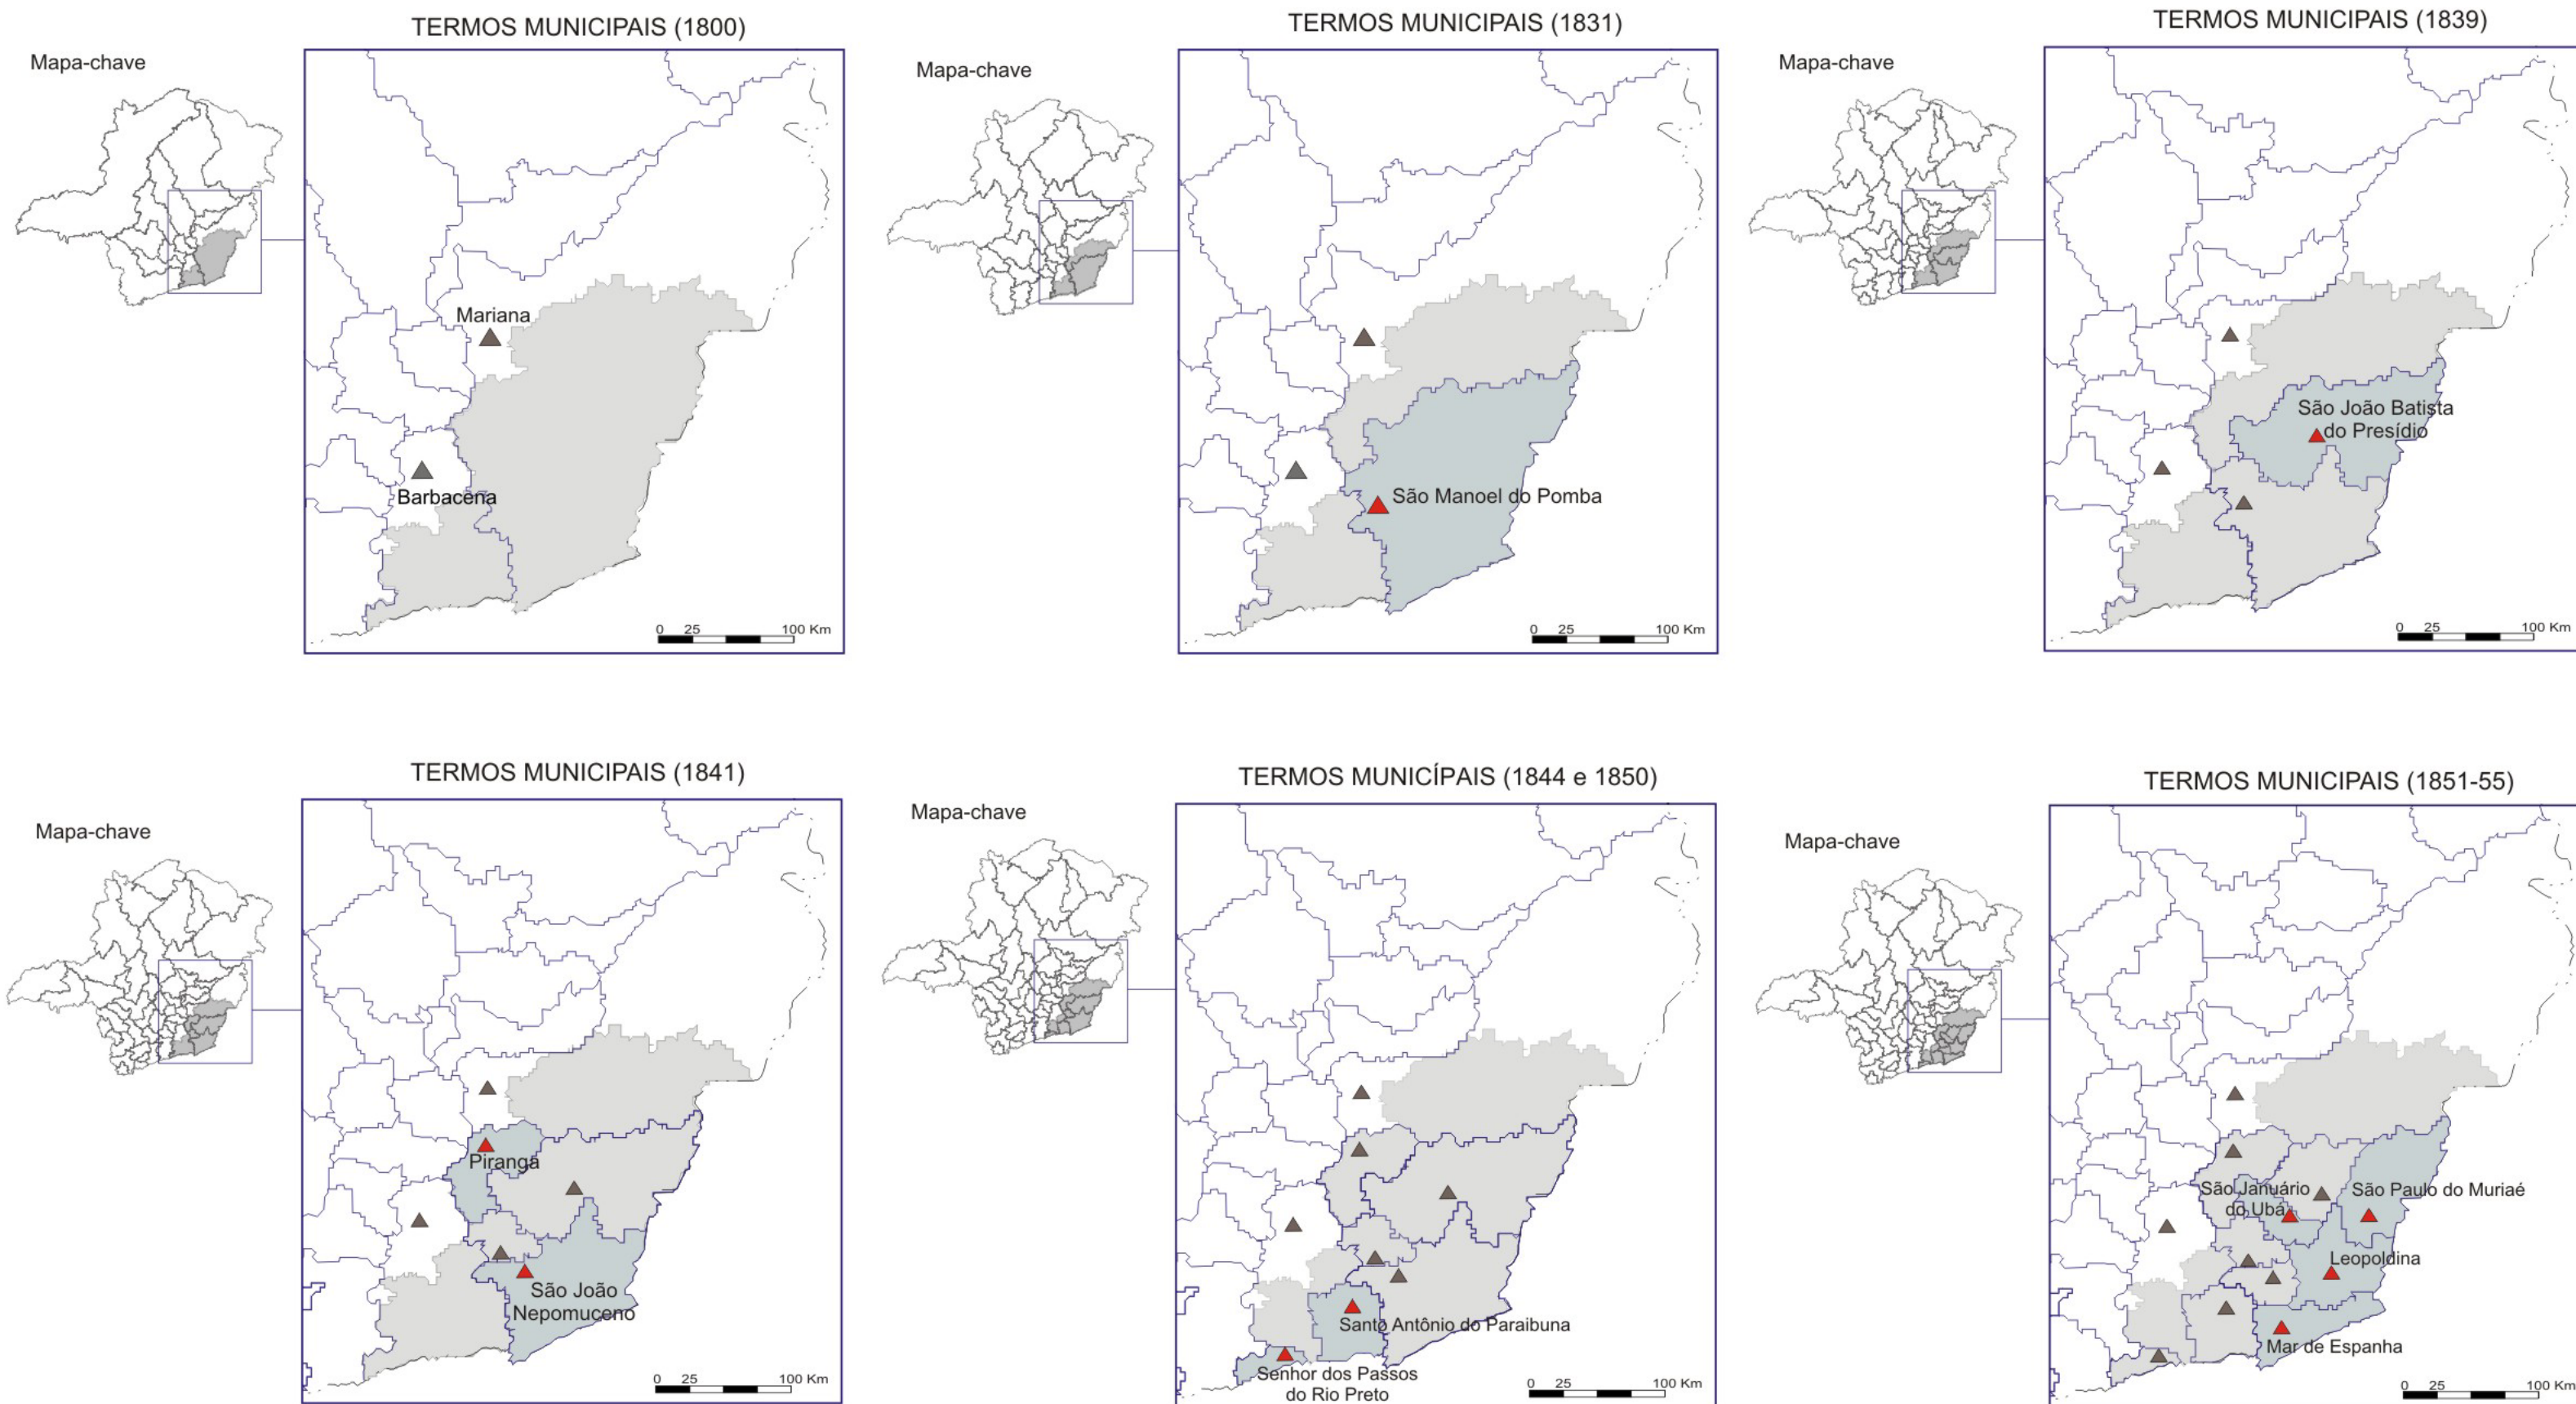 TERMOS MUNICIPAIS (1800)
Mapa-chave
Mariana
Barbacena
0 25 100 Km
TERMOS MUNICIPAIS (1831)
Mapa-chave
São Manoel do Pomba
0 25 100 Km
TERMOS MUNICIPAIS (1839)
Mapa-chave
São João Batista
do Presídio
0 25 100 Km
TERMOS MUNICIPAIS (1841)
Mapa-chave
Piranga
São João
Nepomuceno
0 25 100 Km
TERMOS MUNICÍPAIS (1844 e 1850)
Mapa-chave
Santo Antônio do Paraibuna
Senhor dos Passos
do Rio Preto
0 25 100 Km
TERMOS MUNICIPAIS (1851-55)
Mapa-chave
São Januário
do Ubá
São Paulo do Muriaé
Leopoldina
Mar de Espanha
0 25 100 Km